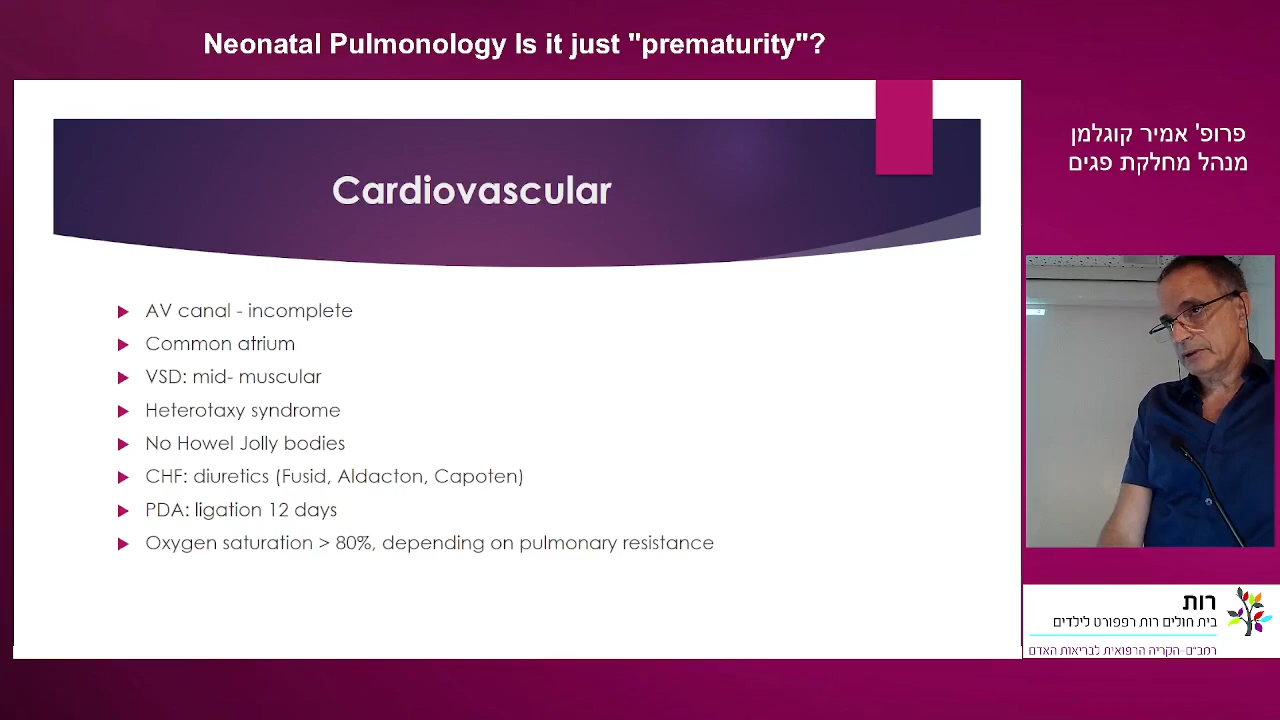 Neonatal Pulmonology Is it just "prematurity"?
Cardiovascular
AV canal - incomplete
Common atrium
VSD: mid- muscular
Heterotaxy syndrome
No Howel Jolly bodies
CHF: diuretics (Fusid, Aldacton, Capoten)
PDA: ligation 12 days
Oxygen saturation > 80%, depending on pulmonary resistance
פרופ' אמיר קוגלמן
מנהל מחלקת פגים
רות
בית חולים רות רפפורט לילדים
רמב"ם-הקריה הרפואית לבריאות האדם